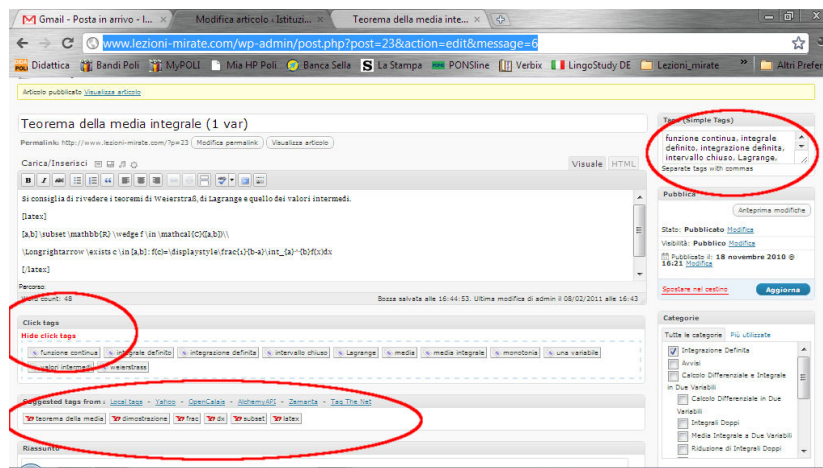 Gmail - Posta in arrivo - l...
Modifica articolo ‹ Istituzi...
Teorema della media inte...
www.lezioni-mirate.com/wp-admin/post.php?post=23&action=edit&message=6
Didattica
Bandi Poli
MyPOLI
Mia HP Poli
Banca Sella
La Stampa
PONSline
Verbix
LingoStudy DE
Lezioni_mirate
»
Altri Prefer
Articolo pubblicato Visualizza articolo
Teorema della media integrale (1 var)
Permalink: http://www.lezioni-mirate.com/?p=23 Modifica permalink Visualizza articolo
Carica/Inserisci
Visuale HTML
Si consiglia di rivedere i teoremi di Weierstraß, di Lagrange e quello dei valori intermedi.
[latex]
[a,b] \subset \mathbb{R} \wedge f \in \mathcal{C}([a,b])\\
\Longrightarrow \exists c \in [a,b] : f(c)=\displaystyle\frac{1}{b-a}\int_{a}^{b}f(x)dx
[/latex]
Percorso:
Word count: 48
Bozza salvata alle 16:44:53. Ultima modifica di admin il 08/02/2011 alle 16:43
Click tags
Hide click tags
funzione continua
integrale definito
integrazione definita
intervallo chiuso
Lagrange
media
media integrale
monotonia
una variabile
valori intermedi
weierstrass
Suggested tags from : Local tags - Yahoo - OpenCalais - AlchemyAPI - Zemanta - Tag The Net
teorema della media
dimostrazione
frac
dx
subset
latex
Riassunto
Tags (Simple Tags)
funzione continua, integrale
definito, integrazione definita,
intervallo chiuso, Lagrange,
Separate tags with commas
Pubblica
Anteprima modifiche
Stato: Pubblicato Modifica
Visibilità: Pubblico Modifica
Pubblicato il: 18 novembre 2010 @
16:21 Modifica
Spostare nel cestino
Aggiorna
Categorie
Tutte le categorie Più utilizzate
Integrazione Definita
Avvisi
Calcolo Differenziale e Integrale
in Due Variabili
Calcolo Differenziale in Due
Variabili
Integrali Doppi
Media Integrale a Due Variabili
Riduzione di Integrali Doppi